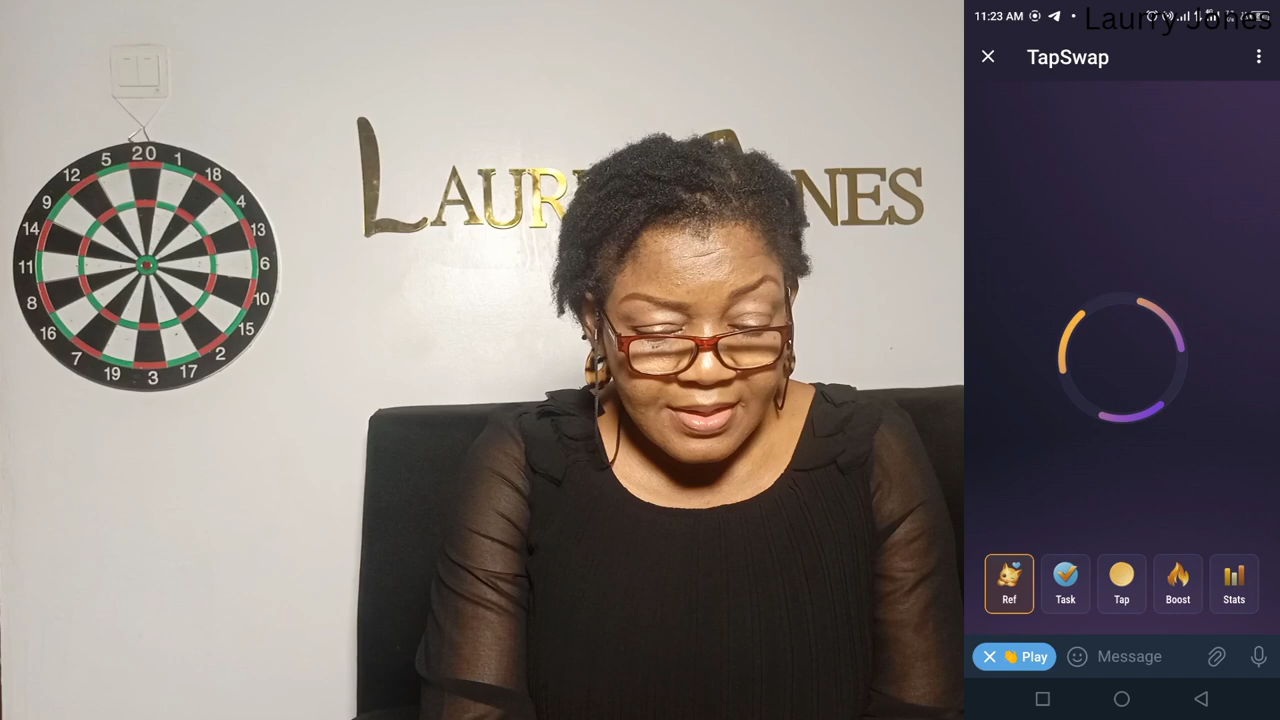 Laurry Jones
11:23 AM
TapSwap
LAUR
NES
20 1 18 4 13 6 10 15 2 17 3 19 7 16 8 11 14 9 12 5
Ref
Task
Tap
Boost
Stats
Play
Message